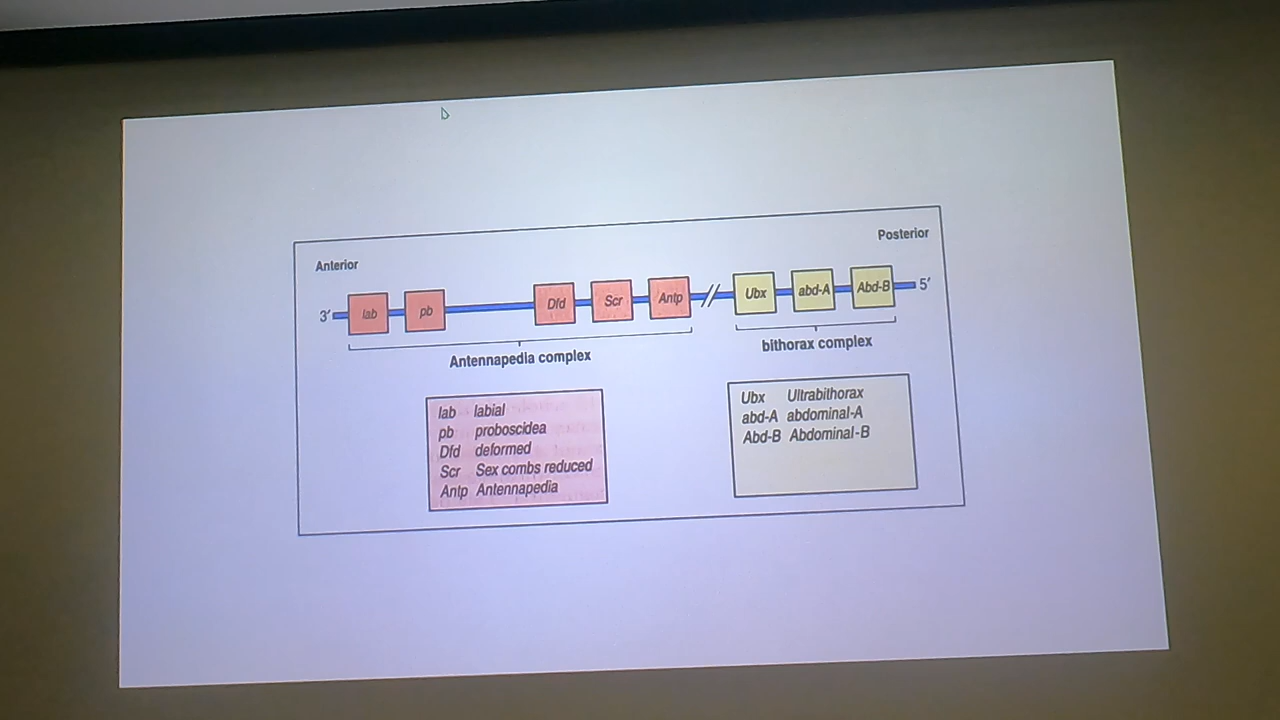 Anterior
Posterior
3′ lab pb Dfd Scr Antp Ubx abd-A Abd-B 5′
Antennapedia complex
bithorax complex
lab labial
pb proboscidea
Dfd deformed
Scr Sex combs reduced
Antp Antennapedia
Ubx Ultrabithorax
abd-A abdominal-A
Abd-B Abdominal-B